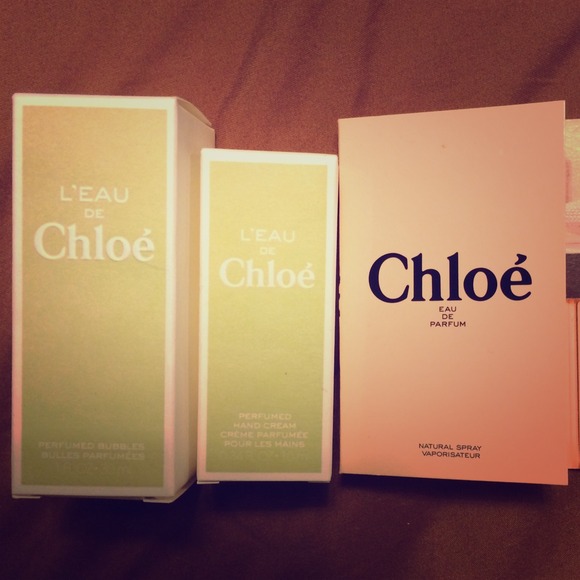 L'EAU
DE
Chloé
PERFUMED BUBBLES
BULLES PARFUMÉES
L'EAU
DE
Chloé
PERFUMED
HAND CREAM
CRÈME PARFUMÉE
POUR LES MAINS
Chloé
EAU
DE
PARFUM
NATURAL SPRAY
VAPORISATEUR